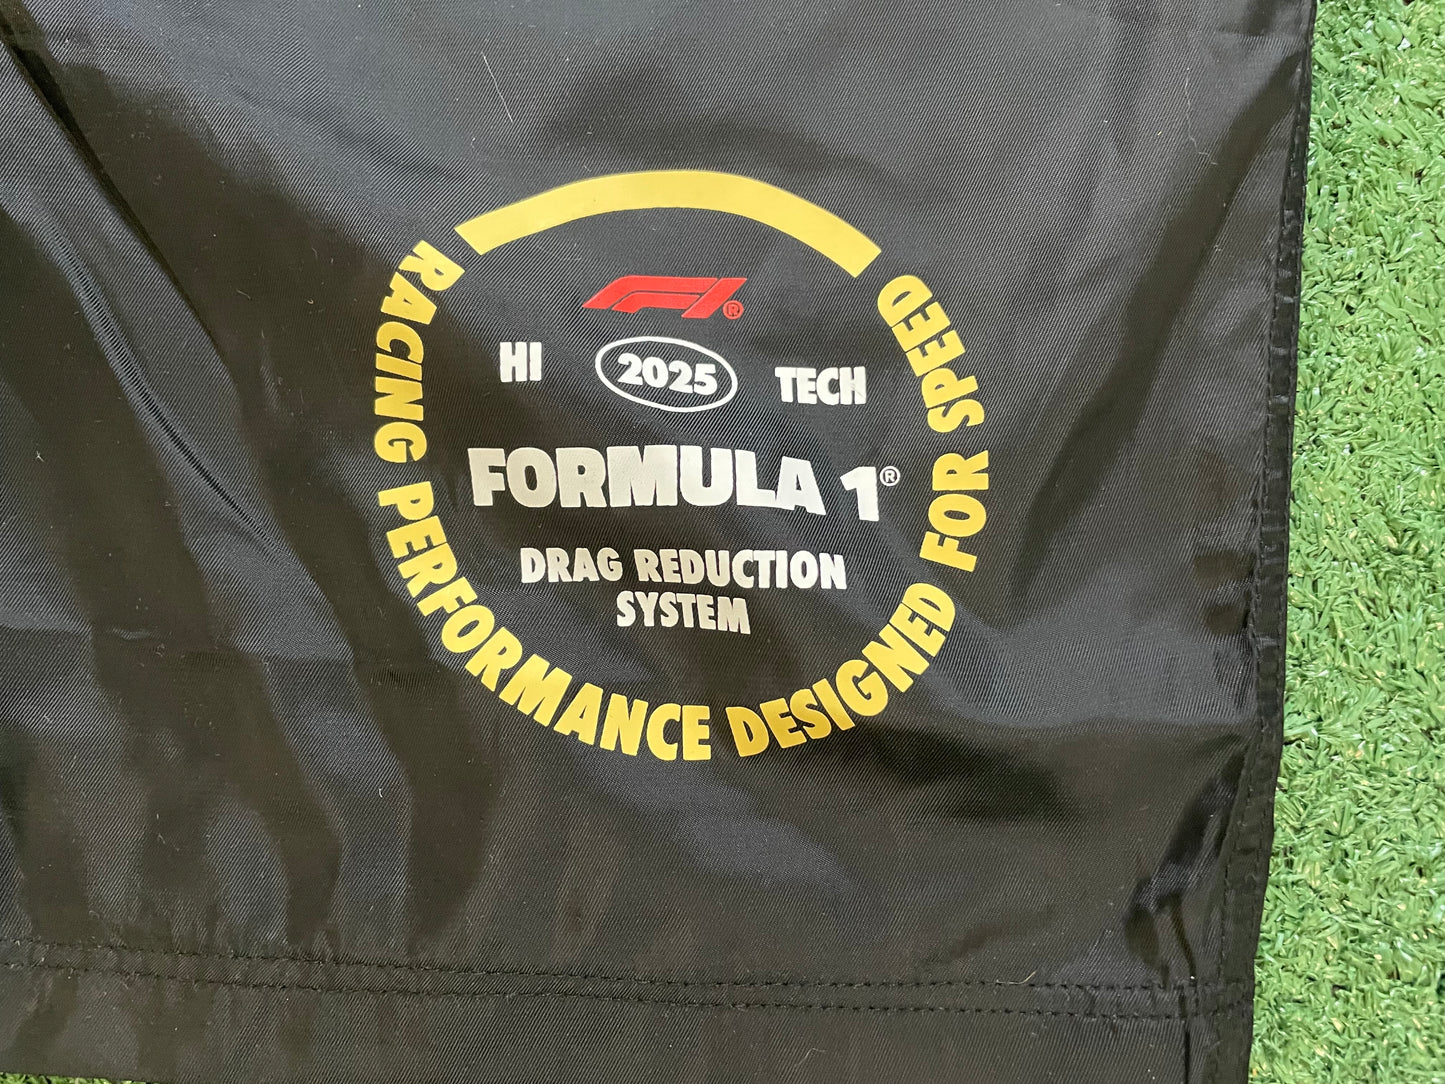 F1®
HI 2025 TECH
FORMULA 1®
DRAG REDUCTION
SYSTEM
RACING PERFORMANCE DESIGNED FOR SPEED